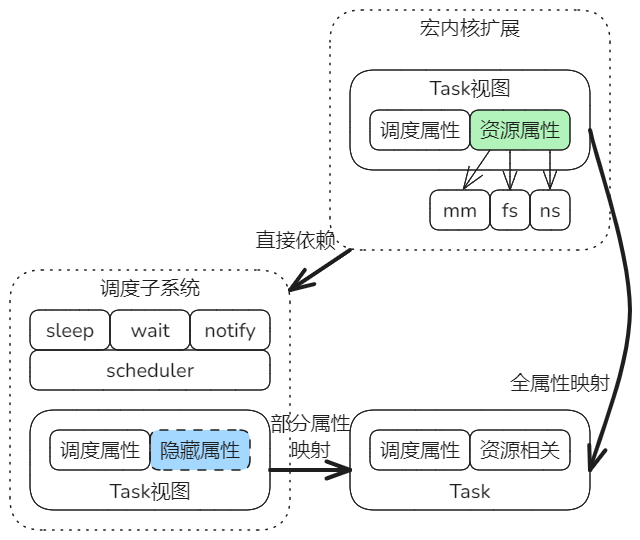 宏内核扩展
Task视图
调度属性 资源属性
mm fs ns
直接依赖
调度子系统
sleep wait notify
scheduler
全属性映射
部分属性
映射
调度属性 隐藏属性
Task视图
调度属性 资源相关
Task